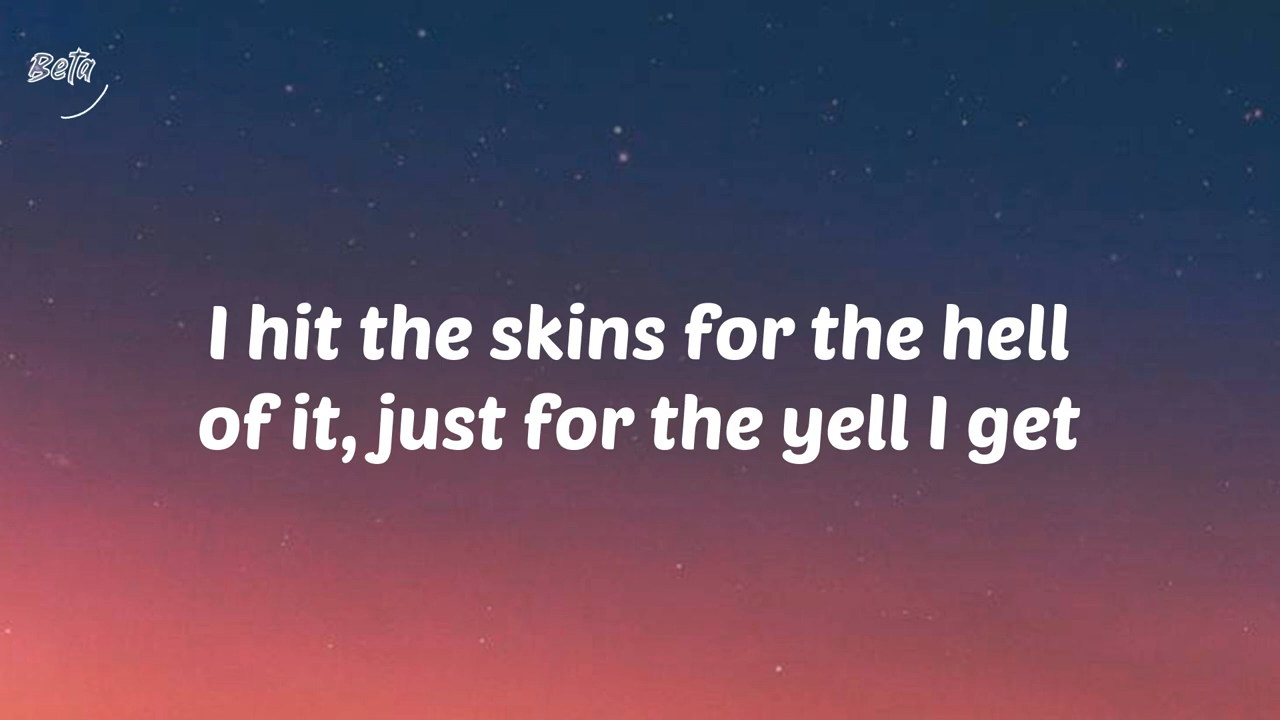 BeTa
I hit the skins for the hell
of it, just for the yell I get